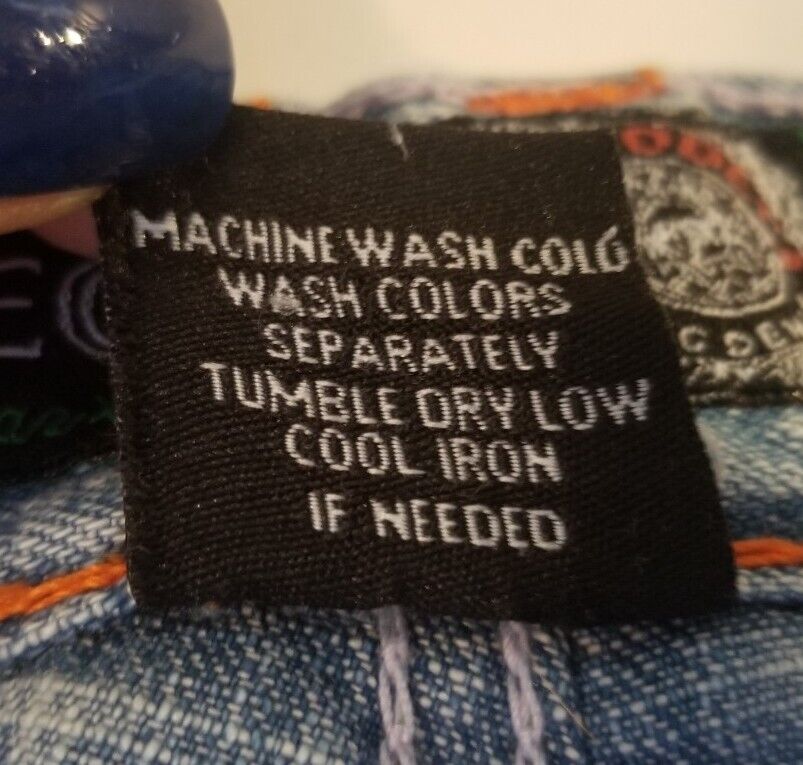 MACHINE WASH COLD
WASH COLORS
SEPARATELY
TUMBLE DRY LOW
COOL IRON
IF NEEDED